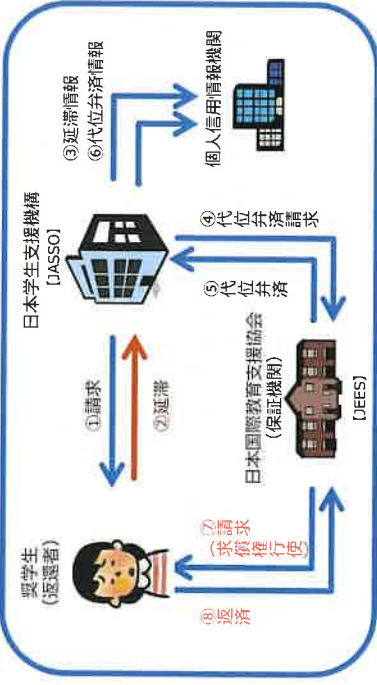 奨学生
(返還者)
①請求
②延滞
日本学生支援機構
[JASSO]
③延滞情報
⑥代位弁済情報
個人信用情報機関
④代位弁済請求
⑤代位弁済
日本国際教育支援協会
(保証機関)
[JEES]
⑦請求
(求償権行使)
⑧返済